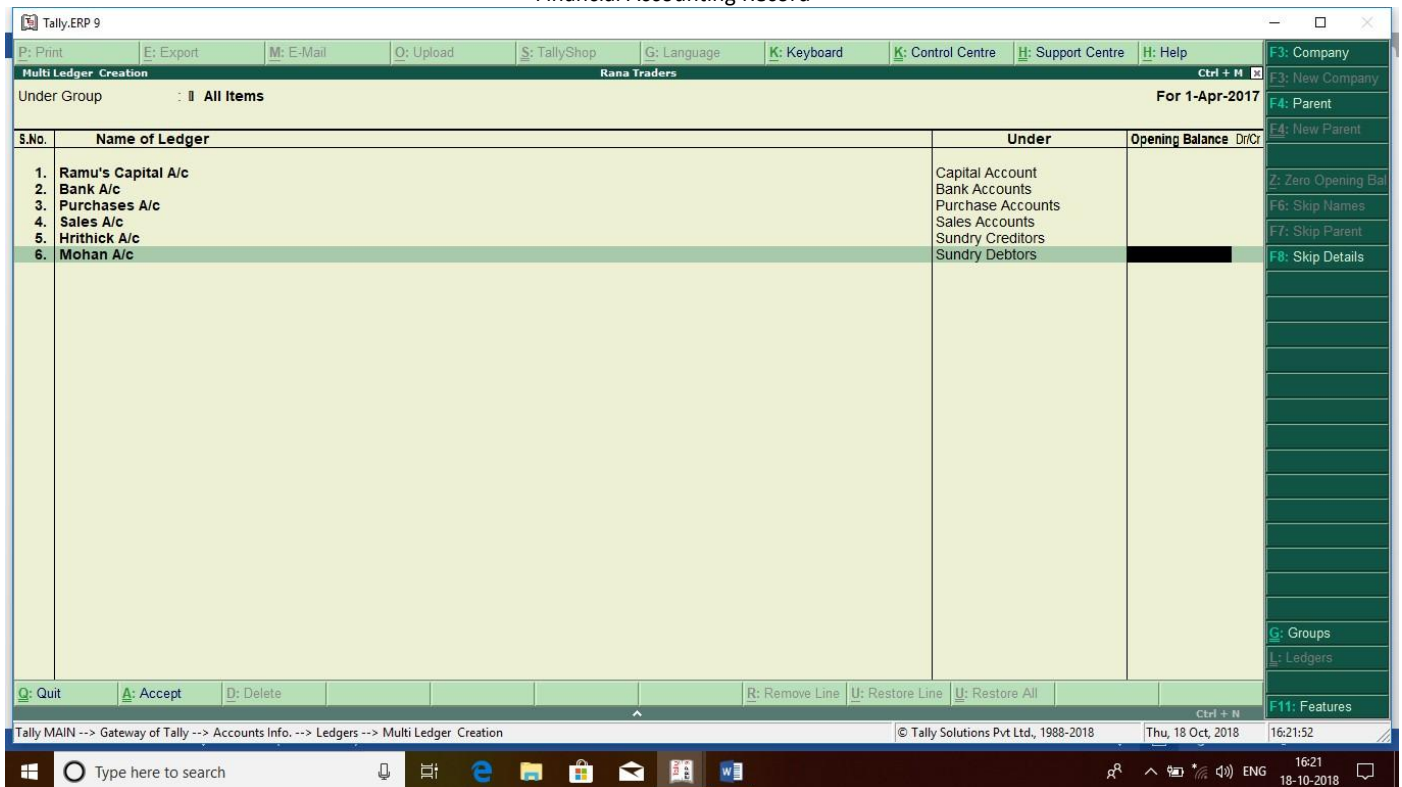 Financial Accounting Record
Tally.ERP 9
P: Print E: Export M: E-Mail O: Upload S: TallyShop G: Language K: Keyboard K: Control Centre H: Support Centre H: Help F3: Company
Multi Ledger Creation Rana Traders Ctrl + M F3: New Company
Under Group : All Items For 1-Apr-2017
F4: Parent
F4: New Parent
S.No. Name of Ledger Under Opening Balance Dr/Cr
1. Ramu's Capital A/c Capital Account
2. Bank A/c Bank Accounts
3. Purchases A/c Purchase Accounts
4. Sales A/c Sales Accounts
5. Hrithick A/c Sundry Creditors
6. Mohan A/c Sundry Debtors
Z: Zero Opening Bal
F6: Skip Names
F7: Skip Parent
F8: Skip Details
G: Groups
L: Ledgers
Q: Quit A: Accept D: Delete R: Remove Line U: Restore Line U: Restore All
F11: Features
Ctrl + N
Tally MAIN --> Gateway of Tally --> Accounts Info. --> Ledgers --> Multi Ledger Creation © Tally Solutions Pvt Ltd., 1988-2018 Thu, 18 Oct, 2018 16:21:52
Type here to search ENG 16:21
18-10-2018